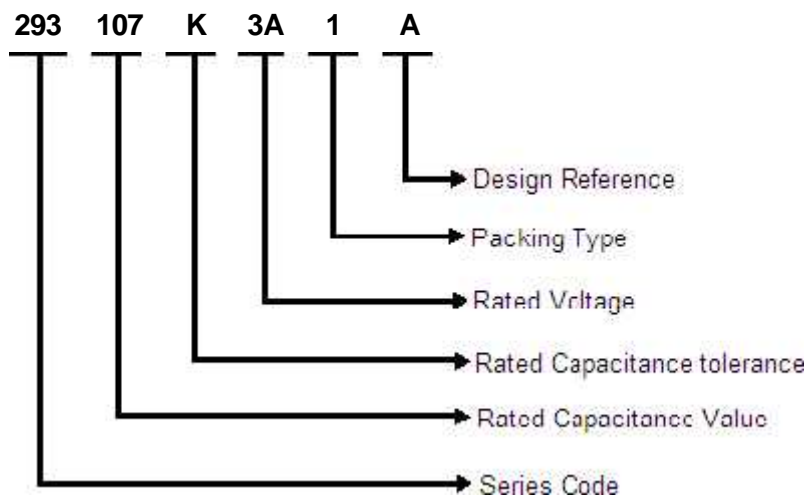 293 107 K 3A 1 A
Design Reference
Packing Type
Rated Voltage
Rated Capacitance tolerance
Rated Capacitance Value
Series Code